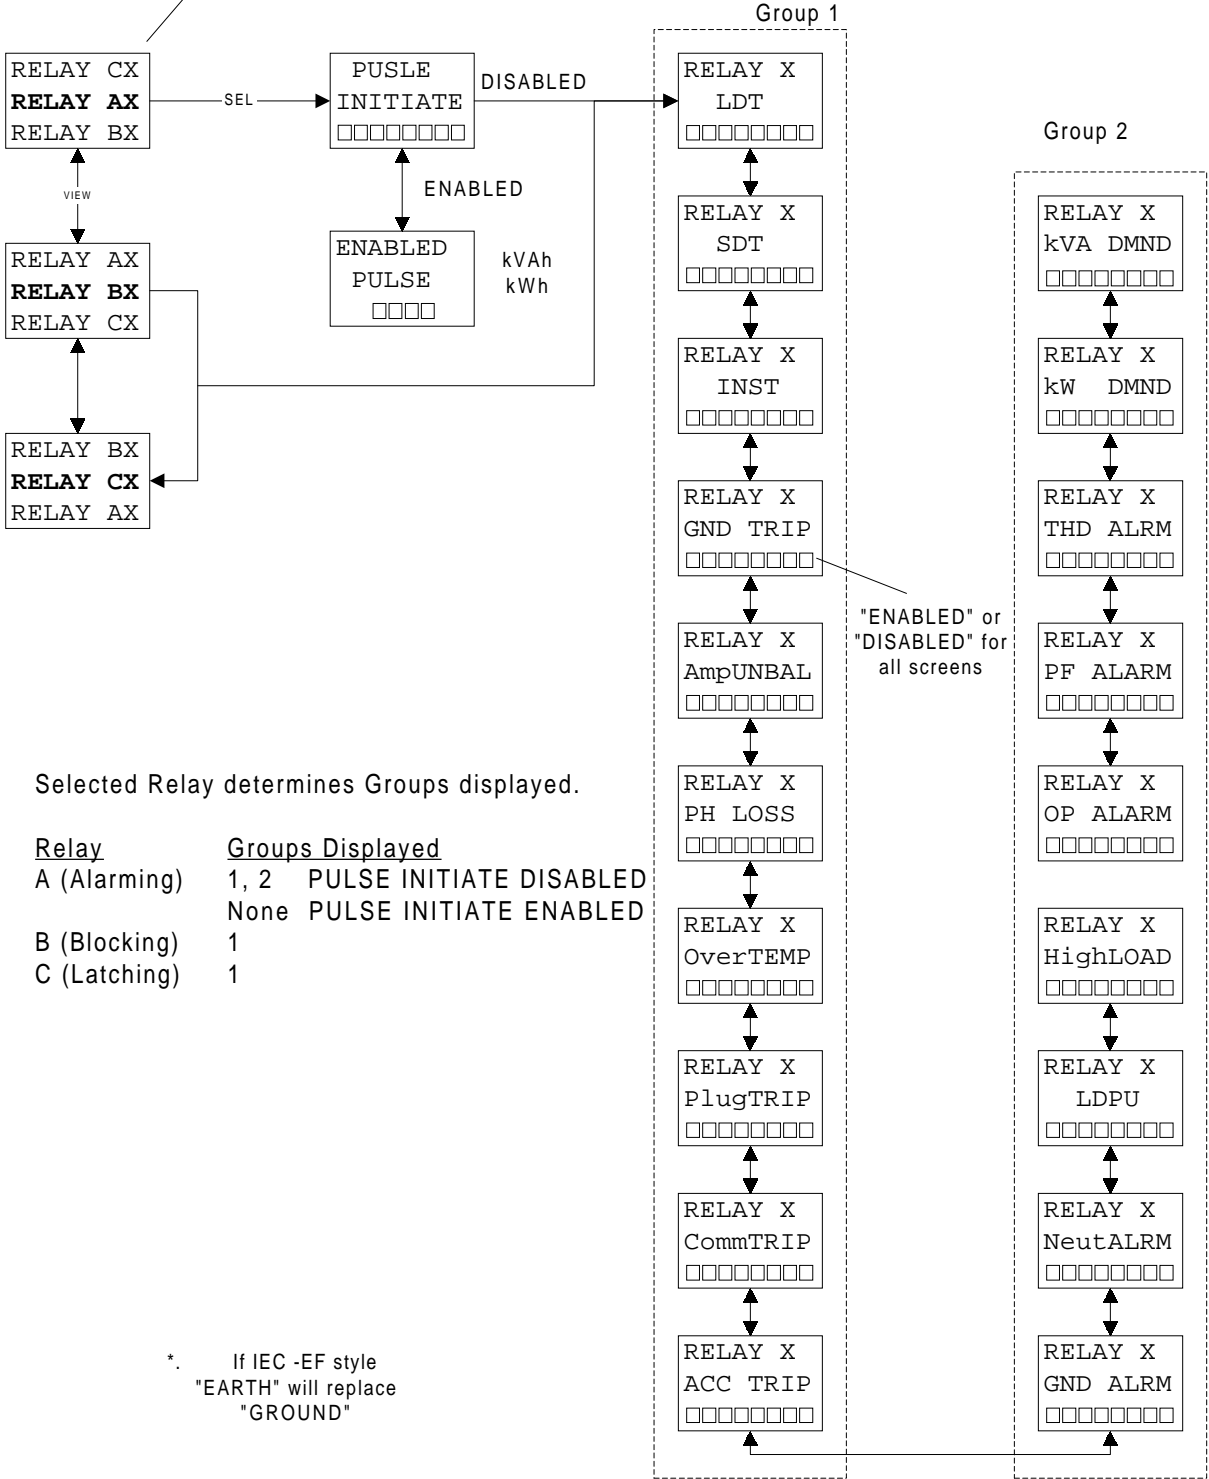 Group 1
RELAY CX
RELAY AX
RELAY BX
SEL
PUSLE
INITIATE
□□□□□□□□
DISABLED
VIEW
ENABLED
RELAY AX
RELAY BX
RELAY CX
ENABLED
PULSE
□□□□
kVAh
kWh
RELAY BX
RELAY CX
RELAY AX
RELAY X
LDT
□□□□□□□□
RELAY X
SDT
□□□□□□□□
RELAY X
INST
□□□□□□□□
RELAY X
GND TRIP
□□□□□□□□
RELAY X
AmpUNBAL
□□□□□□□□
RELAY X
PH LOSS
□□□□□□□□
RELAY X
OverTEMP
□□□□□□□□
RELAY X
PlugTRIP
□□□□□□□□
RELAY X
CommTRIP
□□□□□□□□
RELAY X
ACC TRIP
□□□□□□□□
"ENABLED" or
"DISABLED" for
all screens
Group 2
RELAY X
kVA DMND
□□□□□□□□
RELAY X
kW DMND
□□□□□□□□
RELAY X
THD ALRM
□□□□□□□□
RELAY X
PF ALARM
□□□□□□□□
RELAY X
OP ALARM
□□□□□□□□
RELAY X
HighLOAD
□□□□□□□□
RELAY X
LDPU
□□□□□□□□
RELAY X
NeutALRM
□□□□□□□□
RELAY X
GND ALRM
□□□□□□□□
Selected Relay determines Groups displayed.
Relay Groups Displayed
A (Alarming) 1, 2 PULSE INITIATE DISABLED
None PULSE INITIATE ENABLED
B (Blocking) 1
C (Latching) 1
*. If IEC -EF style
"EARTH" will replace
"GROUND"